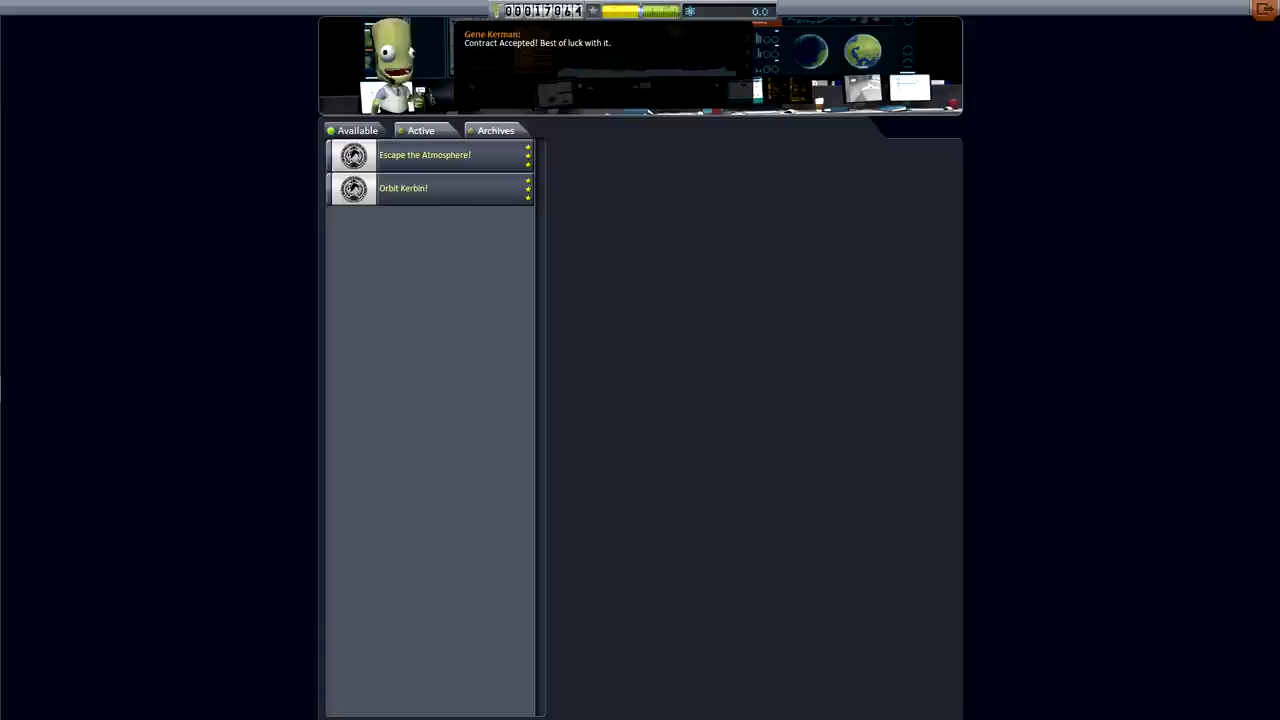 00017064
0.0
Gene Kerman:
Contract Accepted! Best of luck with it.
Available
Active
Archives
Escape the Atmosphere!
Orbit Kerbin!